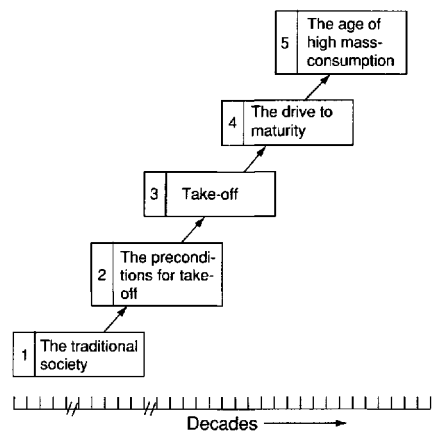 5
The age of
high mass-
consumption
4
The drive to
maturity
3
Take-off
2
The precondi-
tions for take-
off
1
The traditional
society
Decades